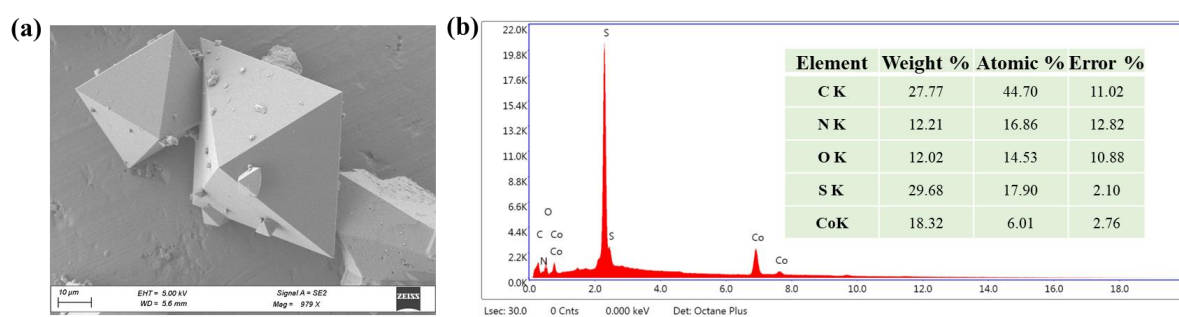 (a)
10 µm
EHT = 5.00 kV
WD = 5.6 mm
Signal A = SE2
Mag = 979 X
ZEISS
(b)
22.0K
19.8K
17.6K
15.4K
13.2K
11.0K
8.8K
6.6K
4.4K
2.2K
0.0K
S
O
C
Co
Co
N
S
Co
Co
0.0
2.0
4.0
6.0
8.0
10.0
12.0
14.0
16.0
18.0
Lsec: 30.0 0 Cnts 0.000 keV Det: Octane Plus
Element Weight % Atomic % Error %
C K 27.77 44.70 11.02
N K 12.21 16.86 12.82
O K 12.02 14.53 10.88
S K 29.68 17.90 2.10
CoK 18.32 6.01 2.76